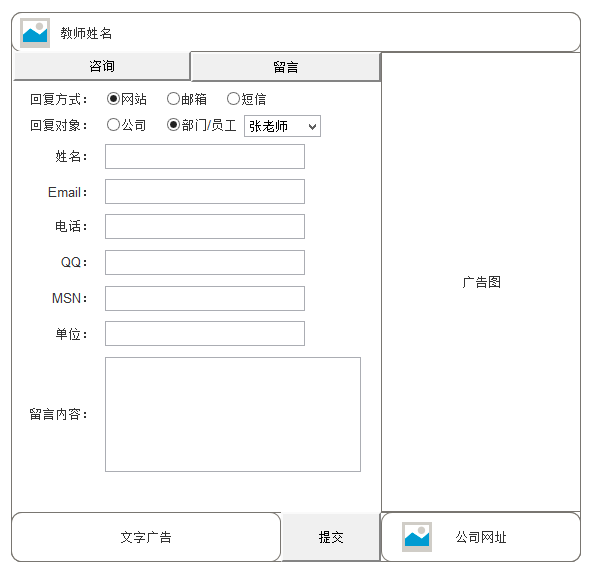 教师姓名
咨询 留言
回复方式： 网站 邮箱 短信
回复对象： 公司 部门/员工 张老师
姓名：
Email：
电话：
QQ：
MSN：
单位：
留言内容：
广告图
文字广告 提交 公司网址